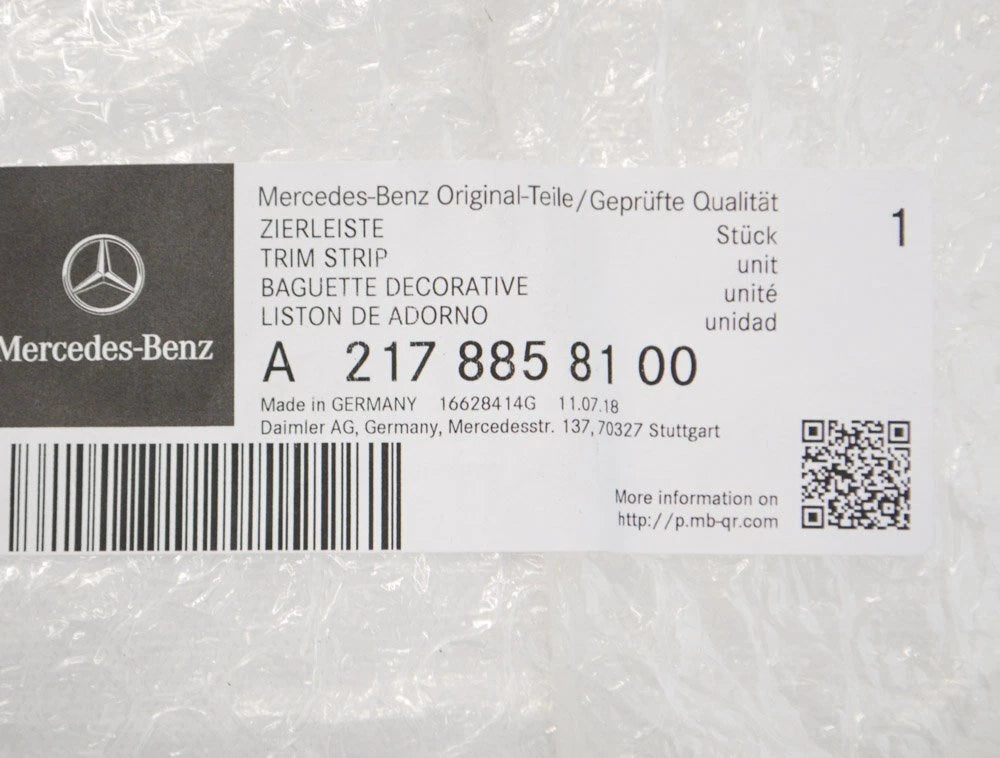 Mercedes-Benz
Mercedes-Benz Original-Teile/Geprüfte Qualität
1
ZIERLEISTE Stück
TRIM STRIP unit
BAGUETTE DECORATIVE unité
LISTON DE ADORNO unidad
A 217 885 81 00
Made in GERMANY 16628414G 11.07.18
Daimler AG, Germany, Mercedesstr. 137,70327 Stuttgart
More information on
http://p.mb-qr.com